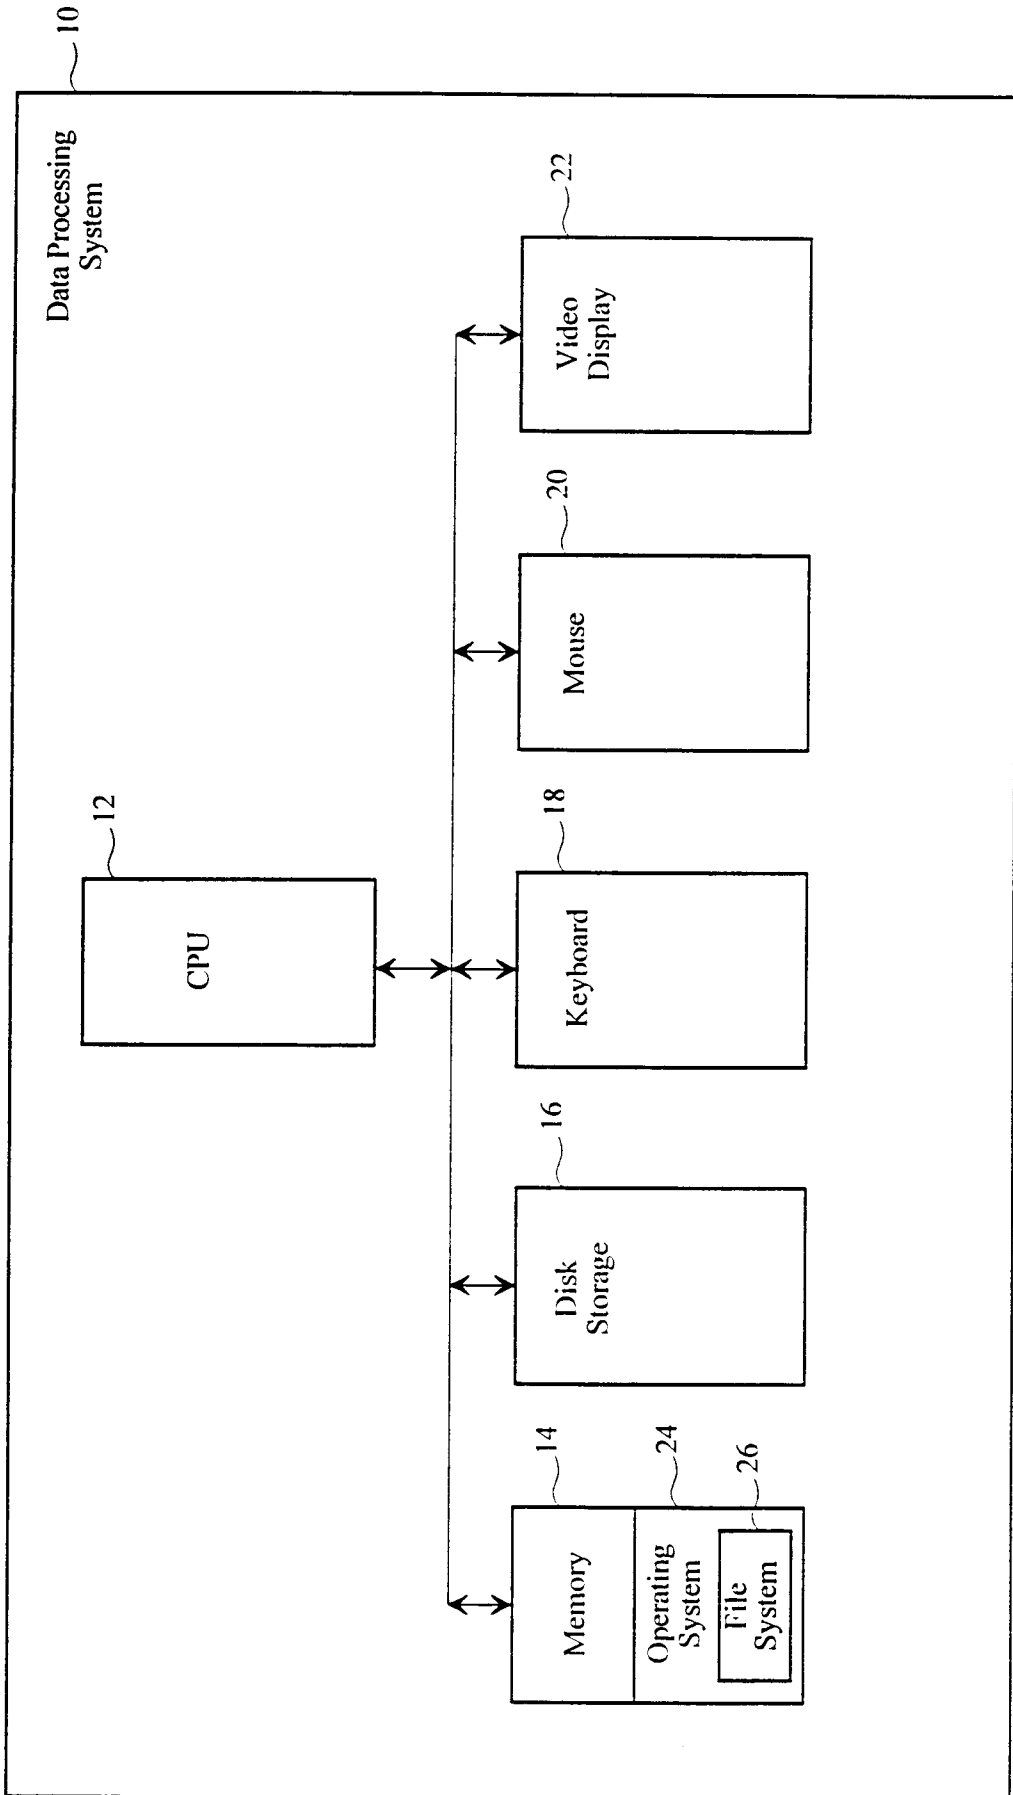 10
Data Processing
System
12
CPU
14
Memory
24
Operating
System
26
File
System
16
Disk
Storage
18
Keyboard
20
Mouse
22
Video
Display